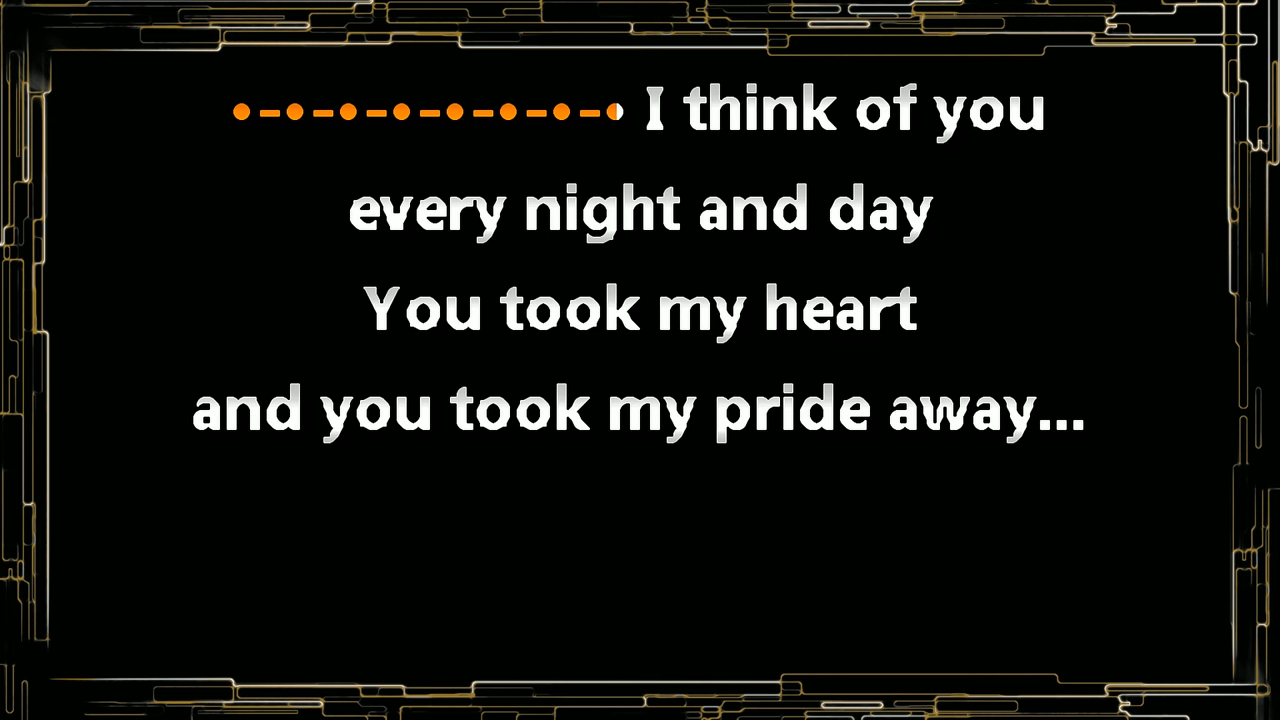 ●-●-●-●-●-●-●-● I think of you
every night and day
You took my heart
and you took my pride away...